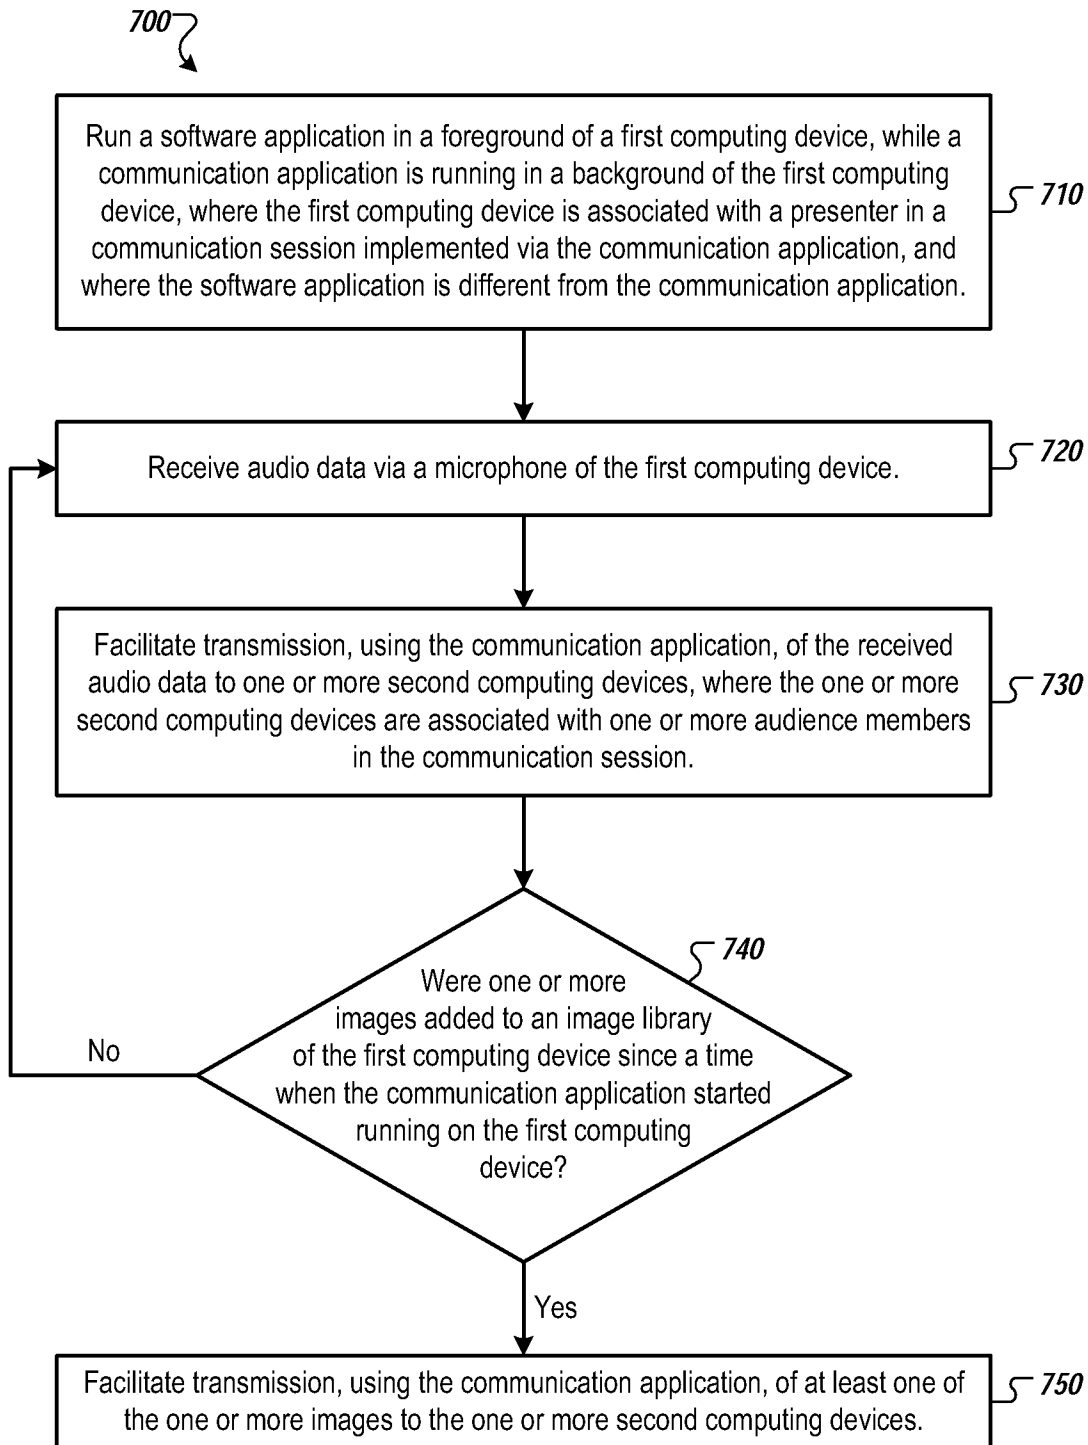 700
Run a software application in a foreground of a first computing device, while a
communication application is running in a background of the first computing
device, where the first computing device is associated with a presenter in a
communication session implemented via the communication application, and
where the software application is different from the communication application.
710
Receive audio data via a microphone of the first computing device.
720
Facilitate transmission, using the communication application, of the received
audio data to one or more second computing devices, where the one or more
second computing devices are associated with one or more audience members
in the communication session.
730
740
Were one or more
images added to an image library
of the first computing device since a time
when the communication application started
running on the first computing
device?
No
Yes
Facilitate transmission, using the communication application, of at least one of
the one or more images to the one or more second computing devices.
750